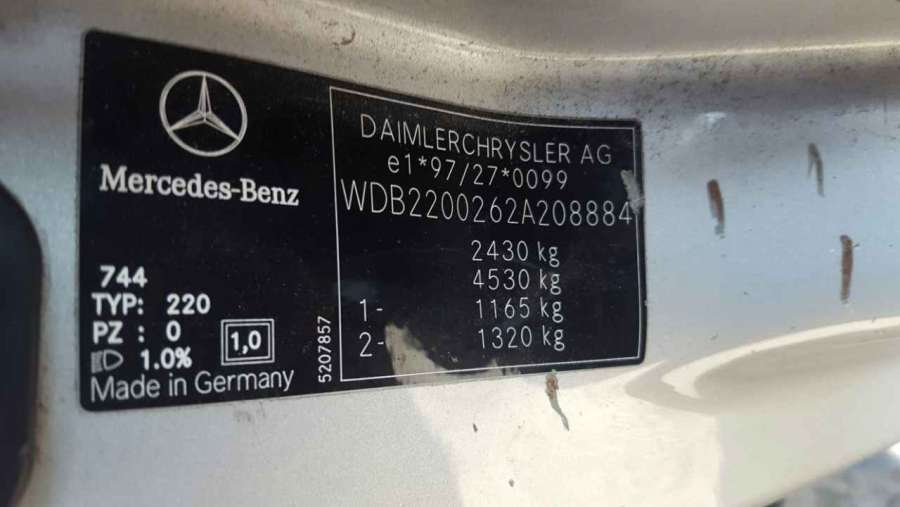 Mercedes-Benz
744
TYP: 220
PZ : 0
1.0%
1,0
Made in Germany
5207857
DAIMLERCHRYSLER AG
e1*97/27*0099
WDB2200262A208884
2430 kg
4530 kg
1- 1165 kg
2- 1320 kg